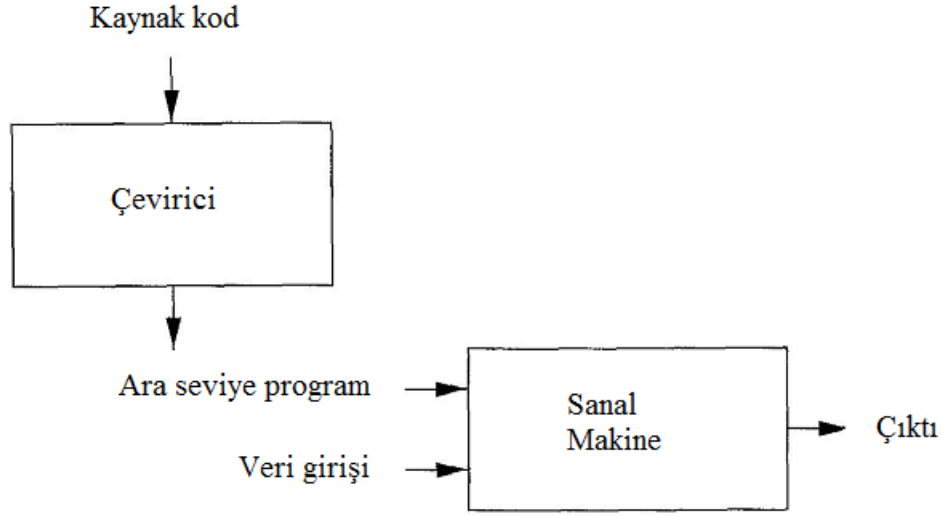 Kaynak kod
Çevirici
Ara seviye program
Veri girişi
Sanal
Makine
Çıktı